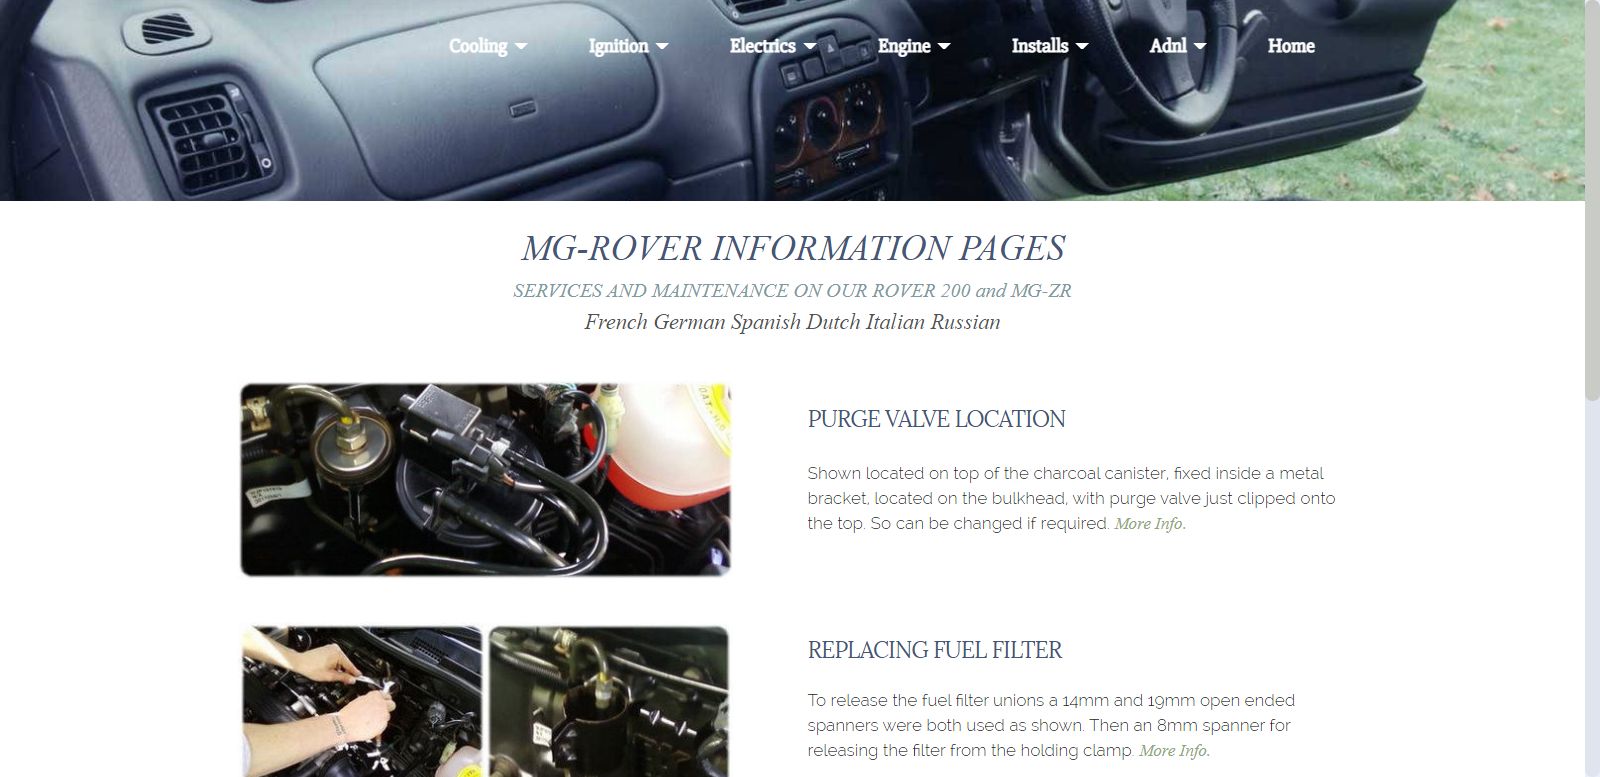 Cooling Ignition Electrics Engine Installs Adnl Home
MG-ROVER INFORMATION PAGES
SERVICES AND MAINTENANCE ON OUR ROVER 200 and MG-ZR
French German Spanish Dutch Italian Russian
PURGE VALVE LOCATION
Shown located on top of the charcoal canister, fixed inside a metal
bracket, located on the bulkhead, with purge valve just clipped onto
the top. So can be changed if required. More Info.
REPLACING FUEL FILTER
To release the fuel filter unions a 14mm and 19mm open ended
spanners were both used as shown. Then an 8mm spanner for
releasing the filter from the holding clamp. More Info.